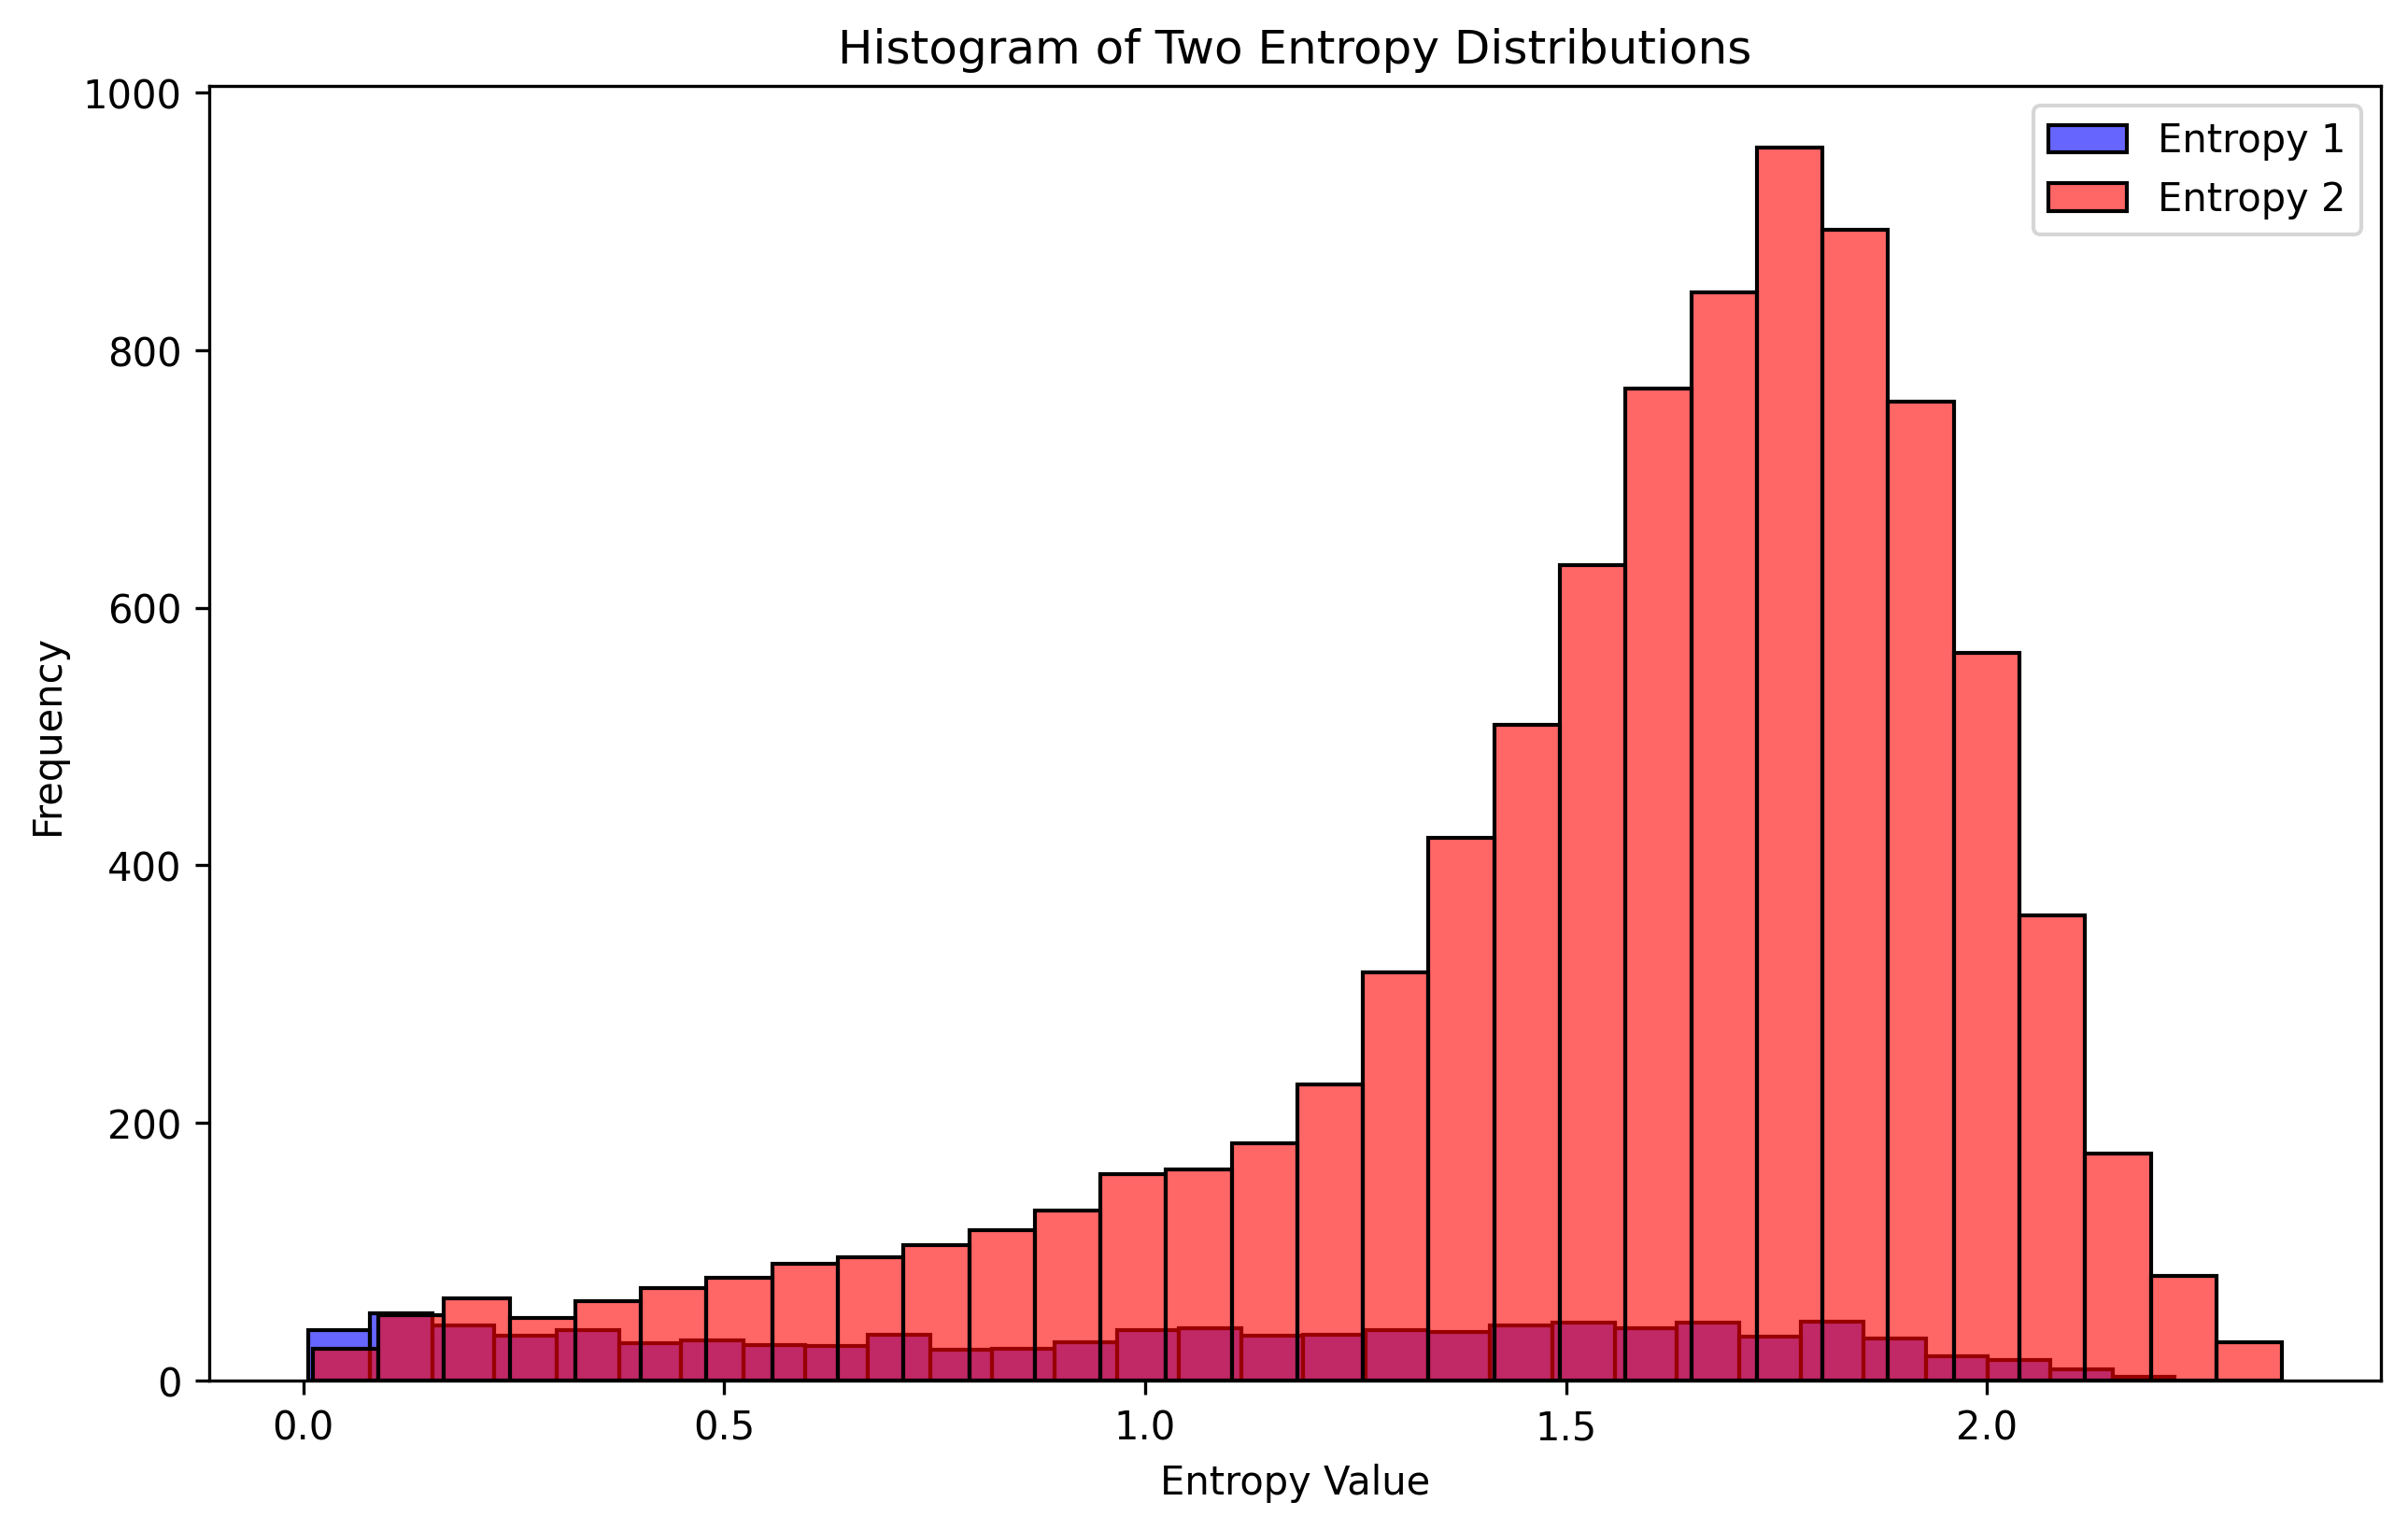 Histogram of Two Entropy Distributions
Entropy 1
Entropy 2
1000
800
600
400
200
0
Frequency
0.0 0.5 1.0 1.5 2.0
Entropy Value